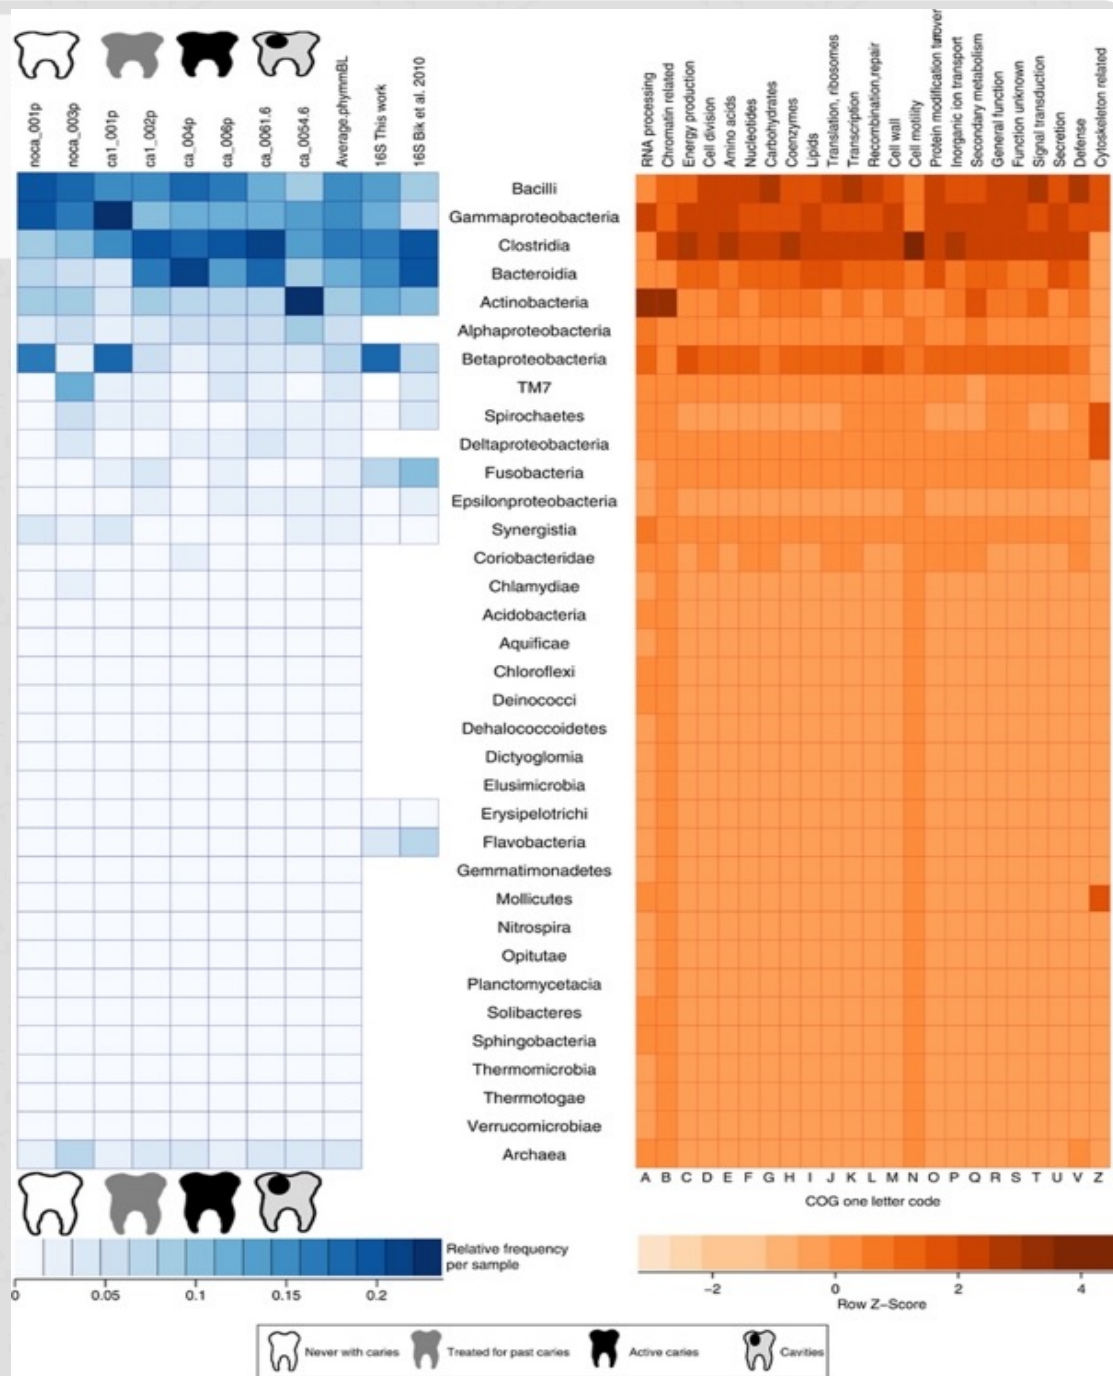 noca_001p
noca_003p
ca1_001p
ca1_002p
ca_004p
ca_006p
ca_0061.6
ca_0054.6
Average.phymmBL
16S This work
16S Bik et al. 2010
RNA processing
Chromatin related
Energy production
Cell division
Amino acids
Nucleotides
Carbohydrates
Coenzymes
Lipids
Translation, ribosomes
Transcription
Recombination,repair
Cell wall
Cell motility
Protein modification turnover
Inorganic ion transport
Secondary metabolism
General function
Function unknown
Signal transduction
Secretion
Defense
Cytoskeleton related
Bacilli
Gammaproteobacteria
Clostridia
Bacteroidia
Actinobacteria
Alphaproteobacteria
Betaproteobacteria
TM7
Spirochaetes
Deltaproteobacteria
Fusobacteria
Epsilonproteobacteria
Synergistia
Coriobacteridae
Chlamydiae
Acidobacteria
Aquificae
Chloroflexi
Deinococci
Dehalococcoidetes
Dictyoglomia
Elusimicrobia
Erysipelotrichi
Flavobacteria
Gemmatimonadetes
Mollicutes
Nitrospira
Opitutae
Planctomycetacia
Solibacteres
Sphingobacteria
Thermomicrobia
Thermotogae
Verrucomicrobiae
Archaea
A B C D E F G H I J K L M N O P Q R S T U V Z
COG one letter code
Relative frequency
per sample
0 0.05 0.1 0.15 0.2
−2 0 2 4
Row Z−Score
Never with caries Treated for past caries Active caries Cavities